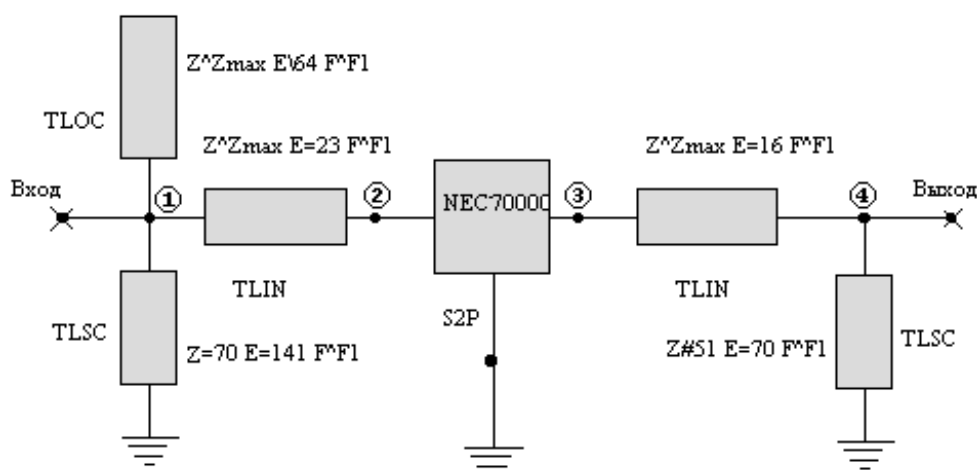 Z^Zmax E\64 F^F1
TLOC
Z^Zmax E=23 F^F1
Z^Zmax E=16 F^F1
Вход
1
2
NEC70000
3
4
Выход
TLIN
TLIN
S2P
TLSC
Z=70 E=141 F^F1
Z#51 E=70 F^F1
TLSC